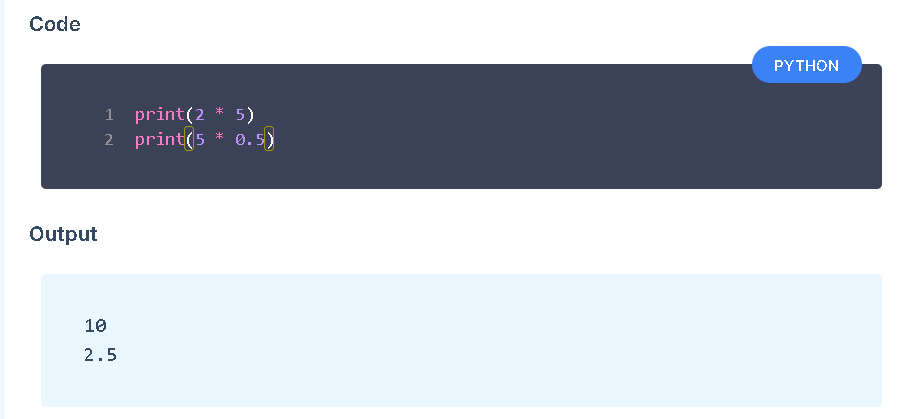 Code
PYTHON
1 print(2 * 5)
2 print(5 * 0.5)
Output
10
2.5